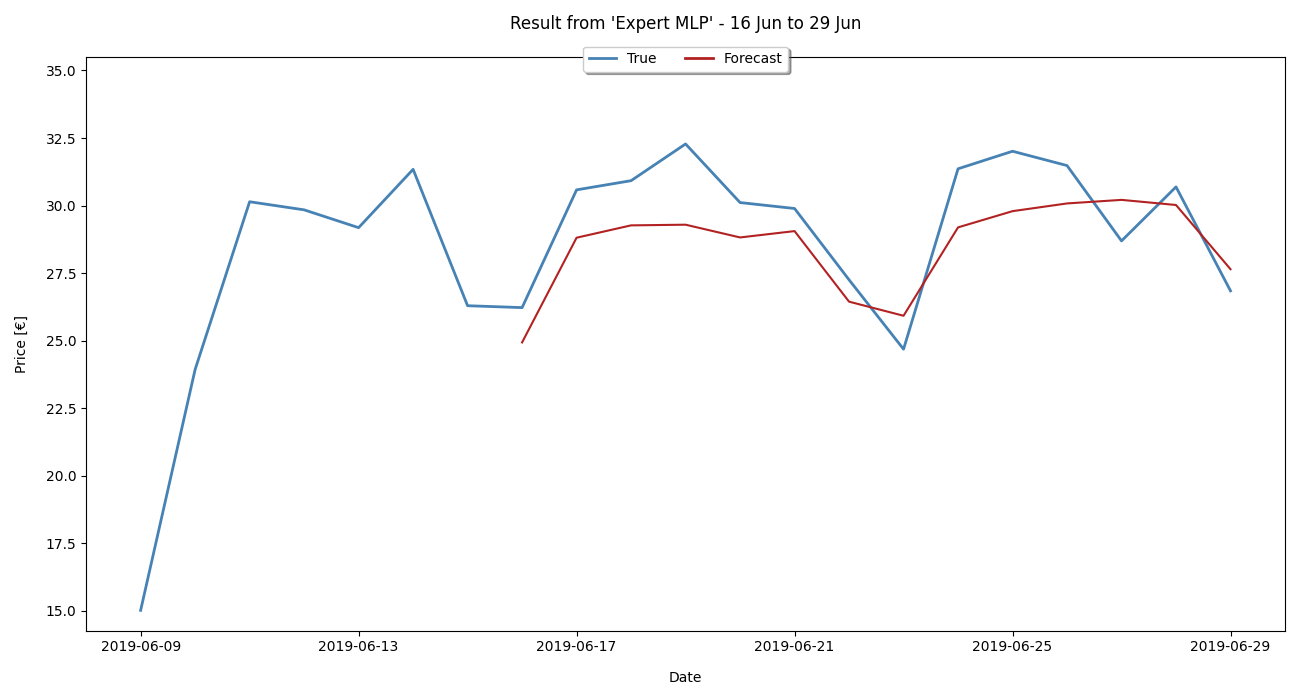 Result from 'Expert MLP' - 16 Jun to 29 Jun
True Forecast
35.0
32.5
30.0
27.5
25.0
22.5
20.0
17.5
15.0
Price [€]
2019-06-09 2019-06-13 2019-06-17 2019-06-21 2019-06-25 2019-06-29
Date